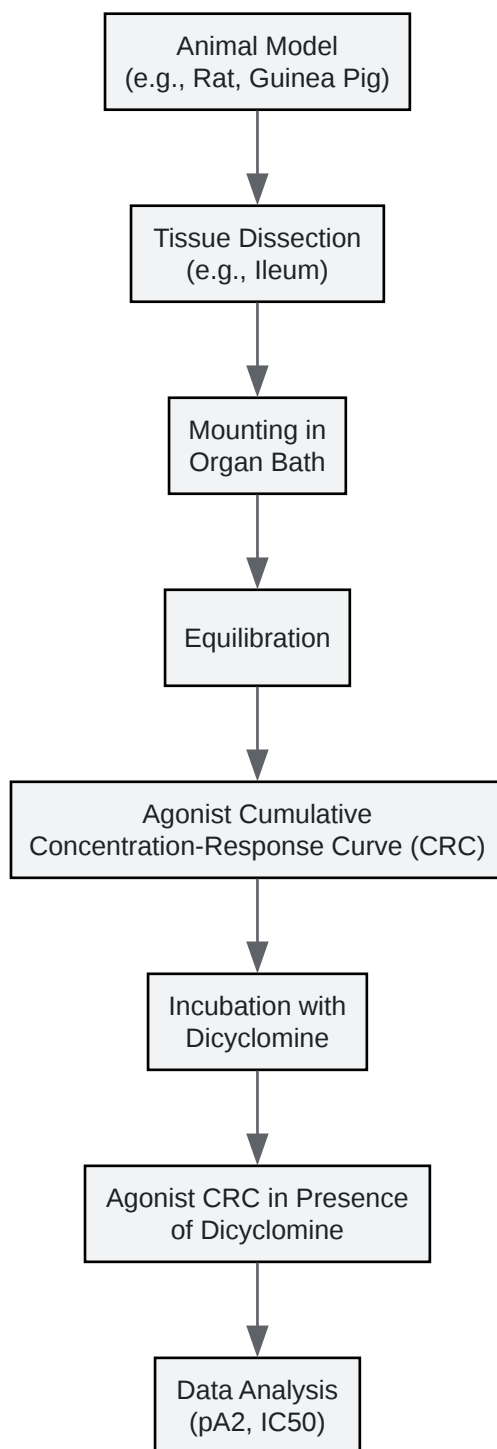 Animal Model
(e.g., Rat, Guinea Pig)
Tissue Dissection
(e.g., Ileum)
Mounting in
Organ Bath
Equilibration
Agonist Cumulative
Concentration-Response Curve (CRC)
Incubation with
Dicyclomine
Agonist CRC in Presence
of Dicyclomine
Data Analysis
(pA2, IC50)